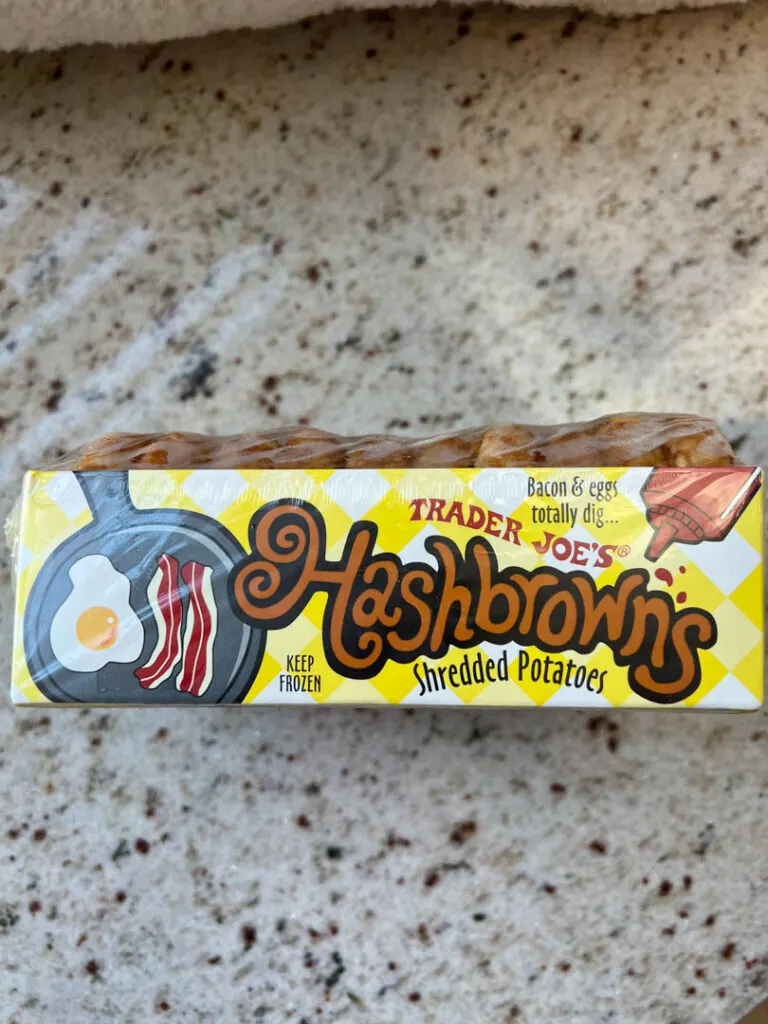 Bacon & eggs
totally dig...
TRADER JOE'S®
Hashbrowns
Shredded Potatoes
KEEP
FROZEN